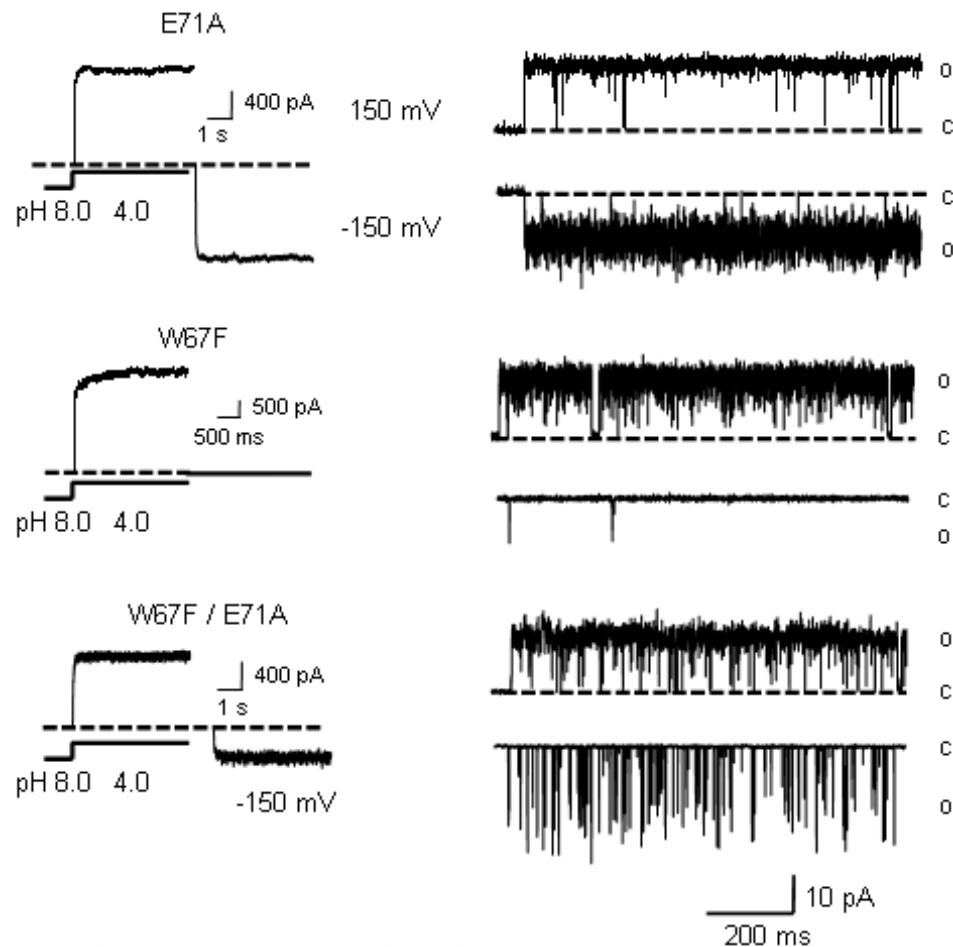 E71A
400 pA
1 s
150 mV
pH 8.0 4.0
-150 mV
o
c
c
o
W67F
500 pA
500 ms
pH 8.0 4.0
o
c
c
o
W67F / E71A
400 pA
1 s
pH 8.0 4.0
-150 mV
o
c
c
o
10 pA
200 ms